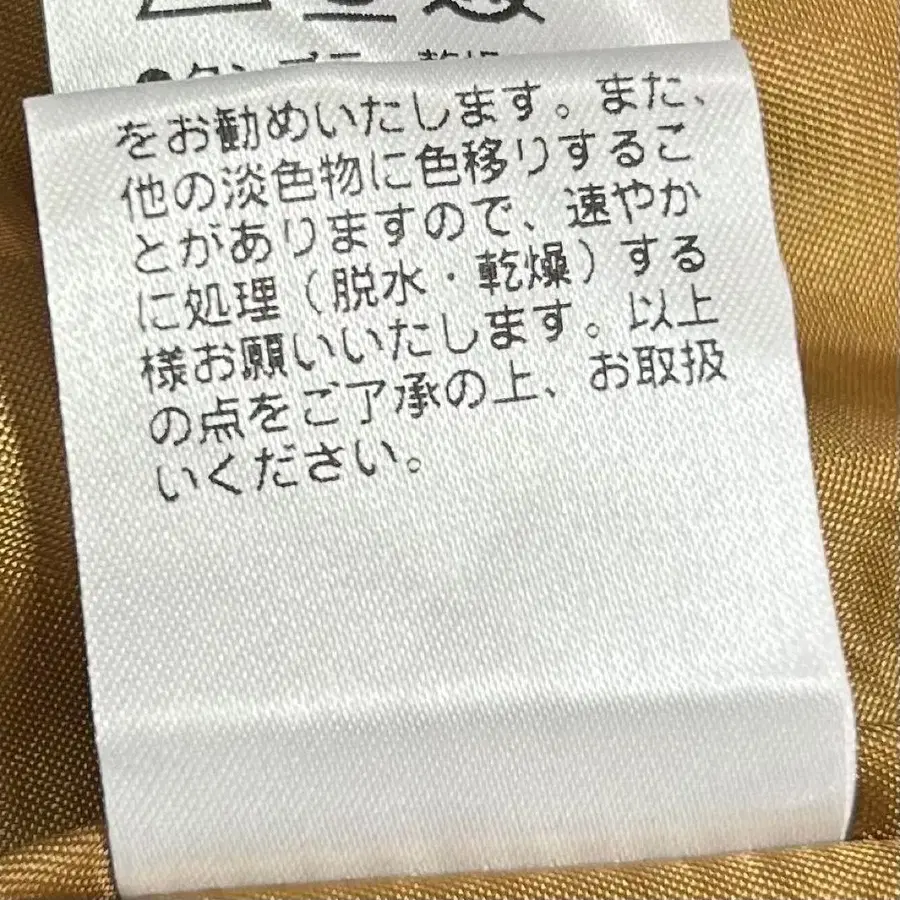 をお勧めいたします。また、
他の淡色物に色移りするこ
とがありますので、速やか
に処理（脱水・乾燥）する
様お願いいたします。以上
の点をご了承の上、お取扱
いください。